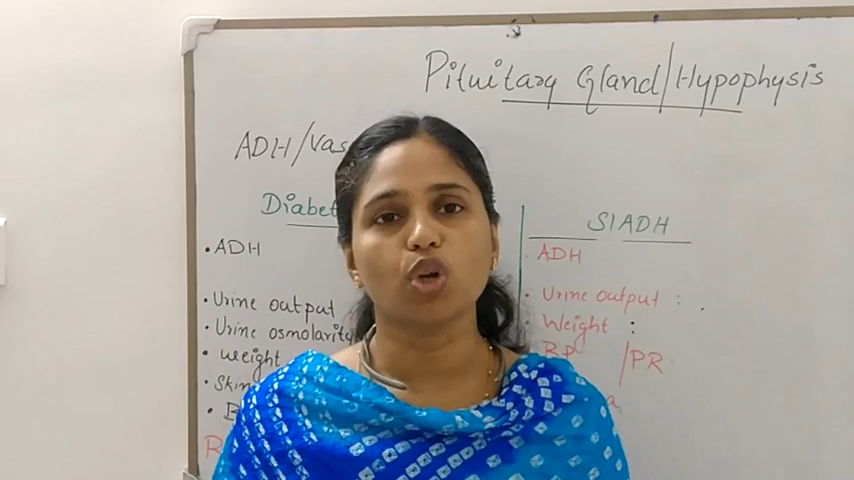 Pituitary Gland/Hypophysis
ADH/Vas
Diabet
• ADH
• Urine output
• Urine osmolarity
• weight
• Skin
SIADH
• ADH
• Urine output :
• Weight :
BP /PR